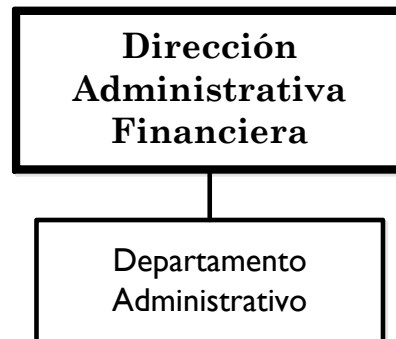 Dirección
Administrativa
Financiera
Departamento
Administrativo